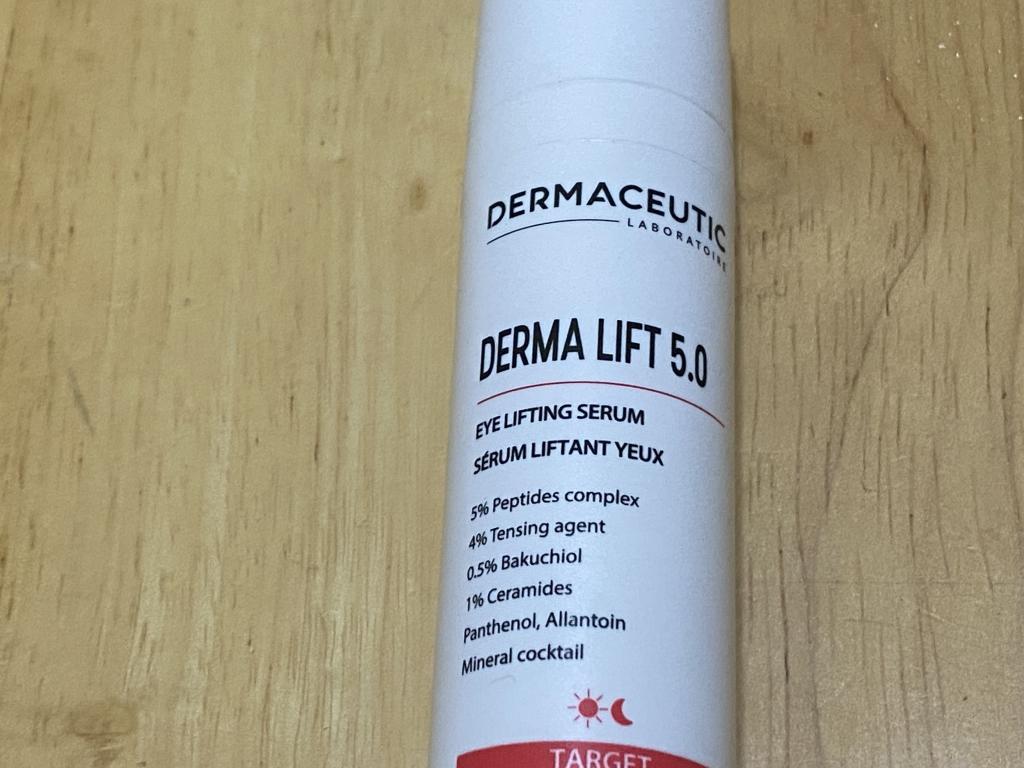 DERMACEUTIC
LABORATOIRE
DERMA LIFT 5.0
EYE LIFTING SERUM
SÉRUM LIFTANT YEUX
5% Peptides complex
4% Tensing agent
0.5% Bakuchiol
1% Ceramides
Panthenol, Allantoin
Mineral cocktail
TARGET